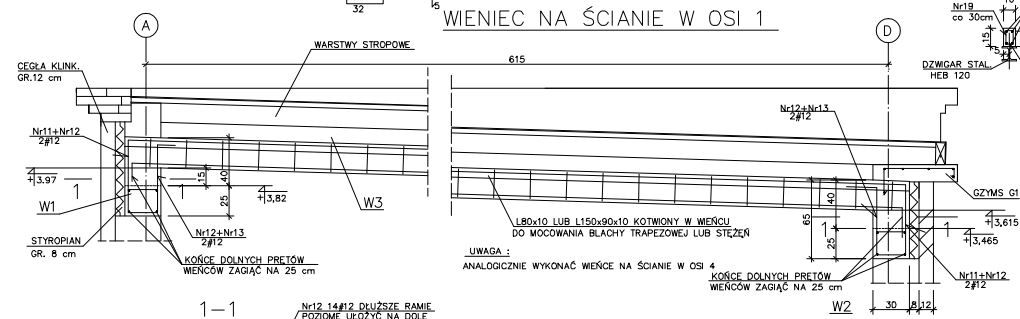 32
5
WIENIEC NA ŚCIANIE W OSI 1
Nr19
co 30cm
15
5
DŹWIGAR STAL.
HEB 120
A
D
615
WARSTWY STROPOWE
CEGŁA KLINK.
GR.12 cm
Nr11+Nr12
2#12
+3.97
1
1
W1
15
40
25
+3,82
W3
Nr12+Nr13
2#12
STYROPIAN
GR. 8 cm
KOŃCE DOLNYCH PRĘTÓW
WIEŃCÓW ZAGIĄĆ NA 25 cm
L80x10 LUB L150x90x10 KOTWIONY W WIEŃCU
DO MOCOWANIA BLACHY TRAPEZOWEJ LUB STĘŻEŃ
UWAGA :
ANALOGICZNIE WYKONAĆ WIEŃCE NA ŚCIANIE W OSI 4
Nr12+Nr13
2#12
GZYMS G1
65
40
25
1
1
+3,615
+3,465
KOŃCE DOLNYCH PRĘTÓW
WIEŃCÓW ZAGIĄĆ NA 25 cm
Nr11+Nr12
2#12
W2
30
8
12
1-1
Nr12 14#12 DŁUŻSZE RAMIE
POZIOME UŁOŻYĆ NA DOLE